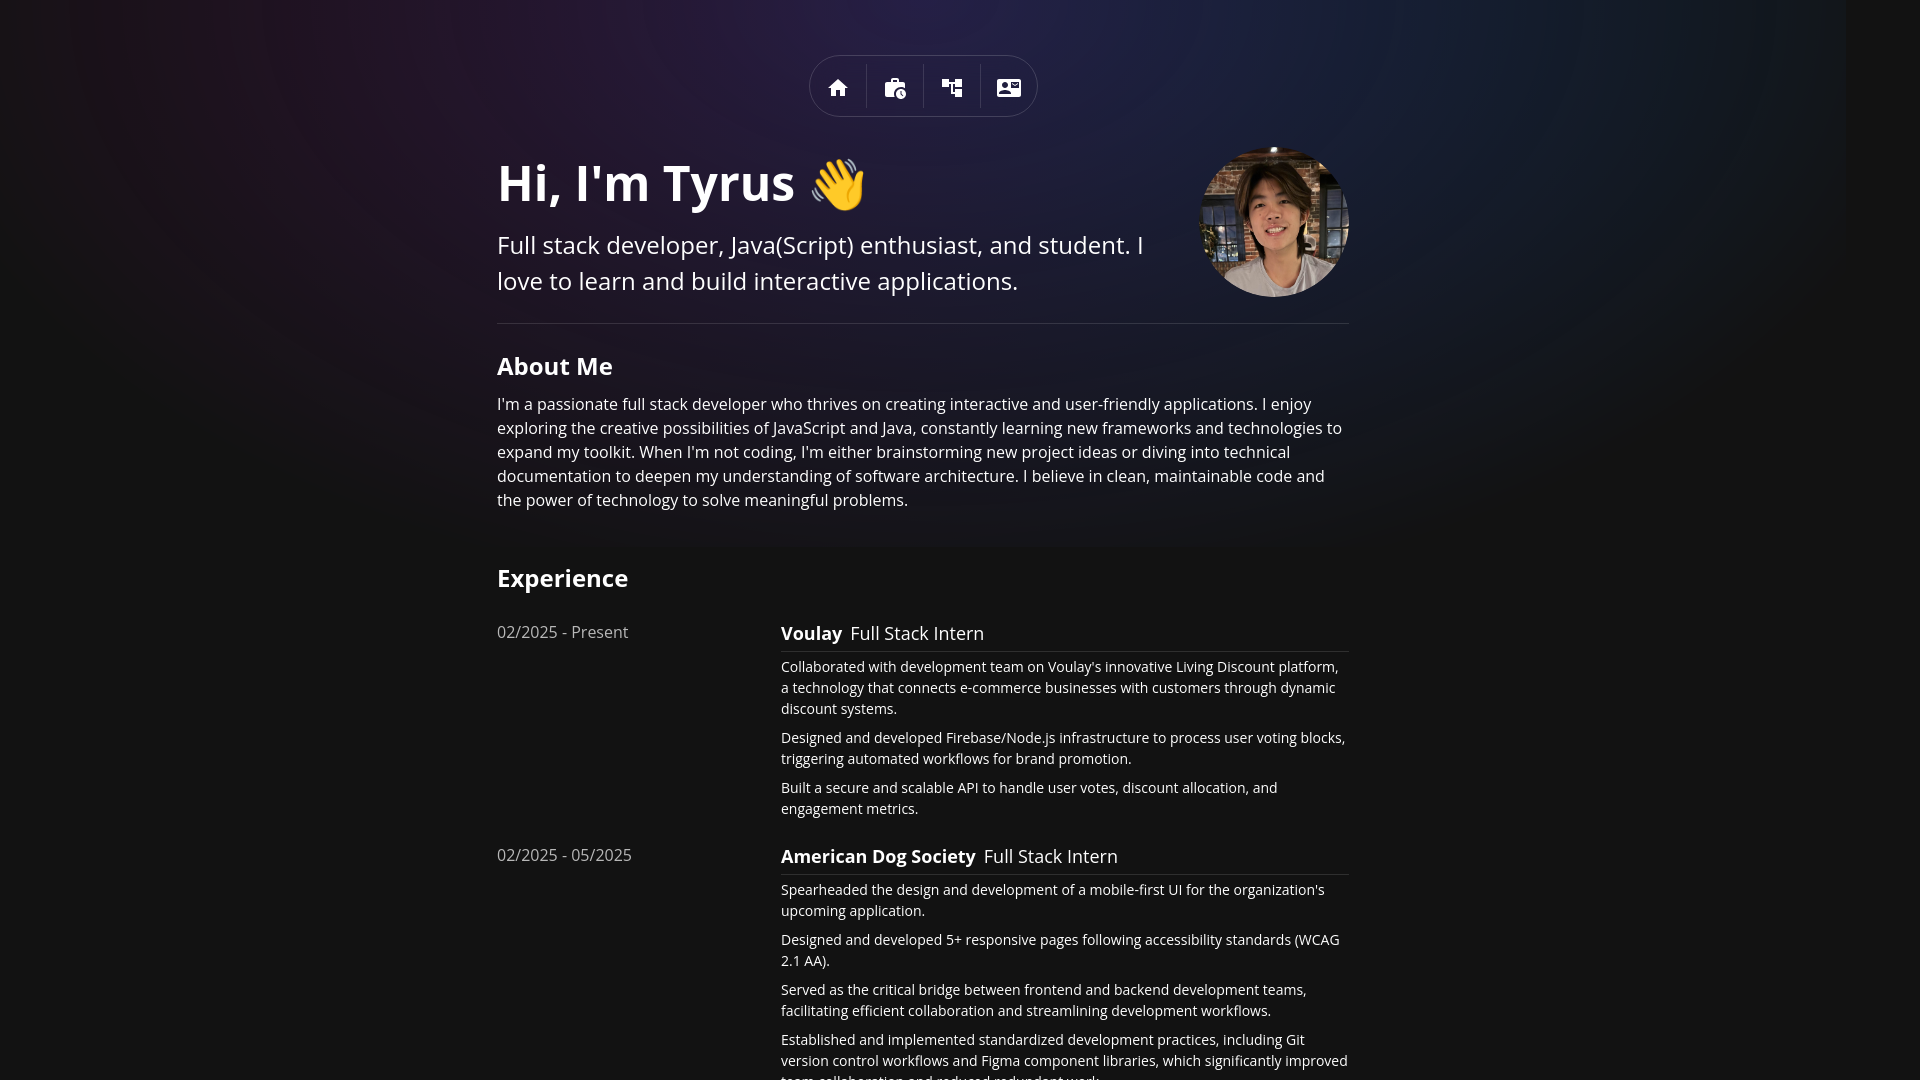 Hi, I'm Tyrus 👋
Full stack developer, Java(Script) enthusiast, and student. I
love to learn and build interactive applications.
About Me
I'm a passionate full stack developer who thrives on creating interactive and user-friendly applications. I enjoy
exploring the creative possibilities of JavaScript and Java, constantly learning new frameworks and technologies to
expand my toolkit. When I'm not coding, I'm either brainstorming new project ideas or diving into technical
documentation to deepen my understanding of software architecture. I believe in clean, maintainable code and
the power of technology to solve meaningful problems.
Experience
02/2025 - Present
Voulay Full Stack Intern
Collaborated with development team on Voulay's innovative Living Discount platform,
a technology that connects e-commerce businesses with customers through dynamic
discount systems.
Designed and developed Firebase/Node.js infrastructure to process user voting blocks,
triggering automated workflows for brand promotion.
Built a secure and scalable API to handle user votes, discount allocation, and
engagement metrics.
02/2025 - 05/2025
American Dog Society Full Stack Intern
Spearheaded the design and development of a mobile-first UI for the organization's
upcoming application.
Designed and developed 5+ responsive pages following accessibility standards (WCAG
2.1 AA).
Served as the critical bridge between frontend and backend development teams,
facilitating efficient collaboration and streamlining development workflows.
Established and implemented standardized development practices, including Git
version control workflows and Figma component libraries, which significantly improved